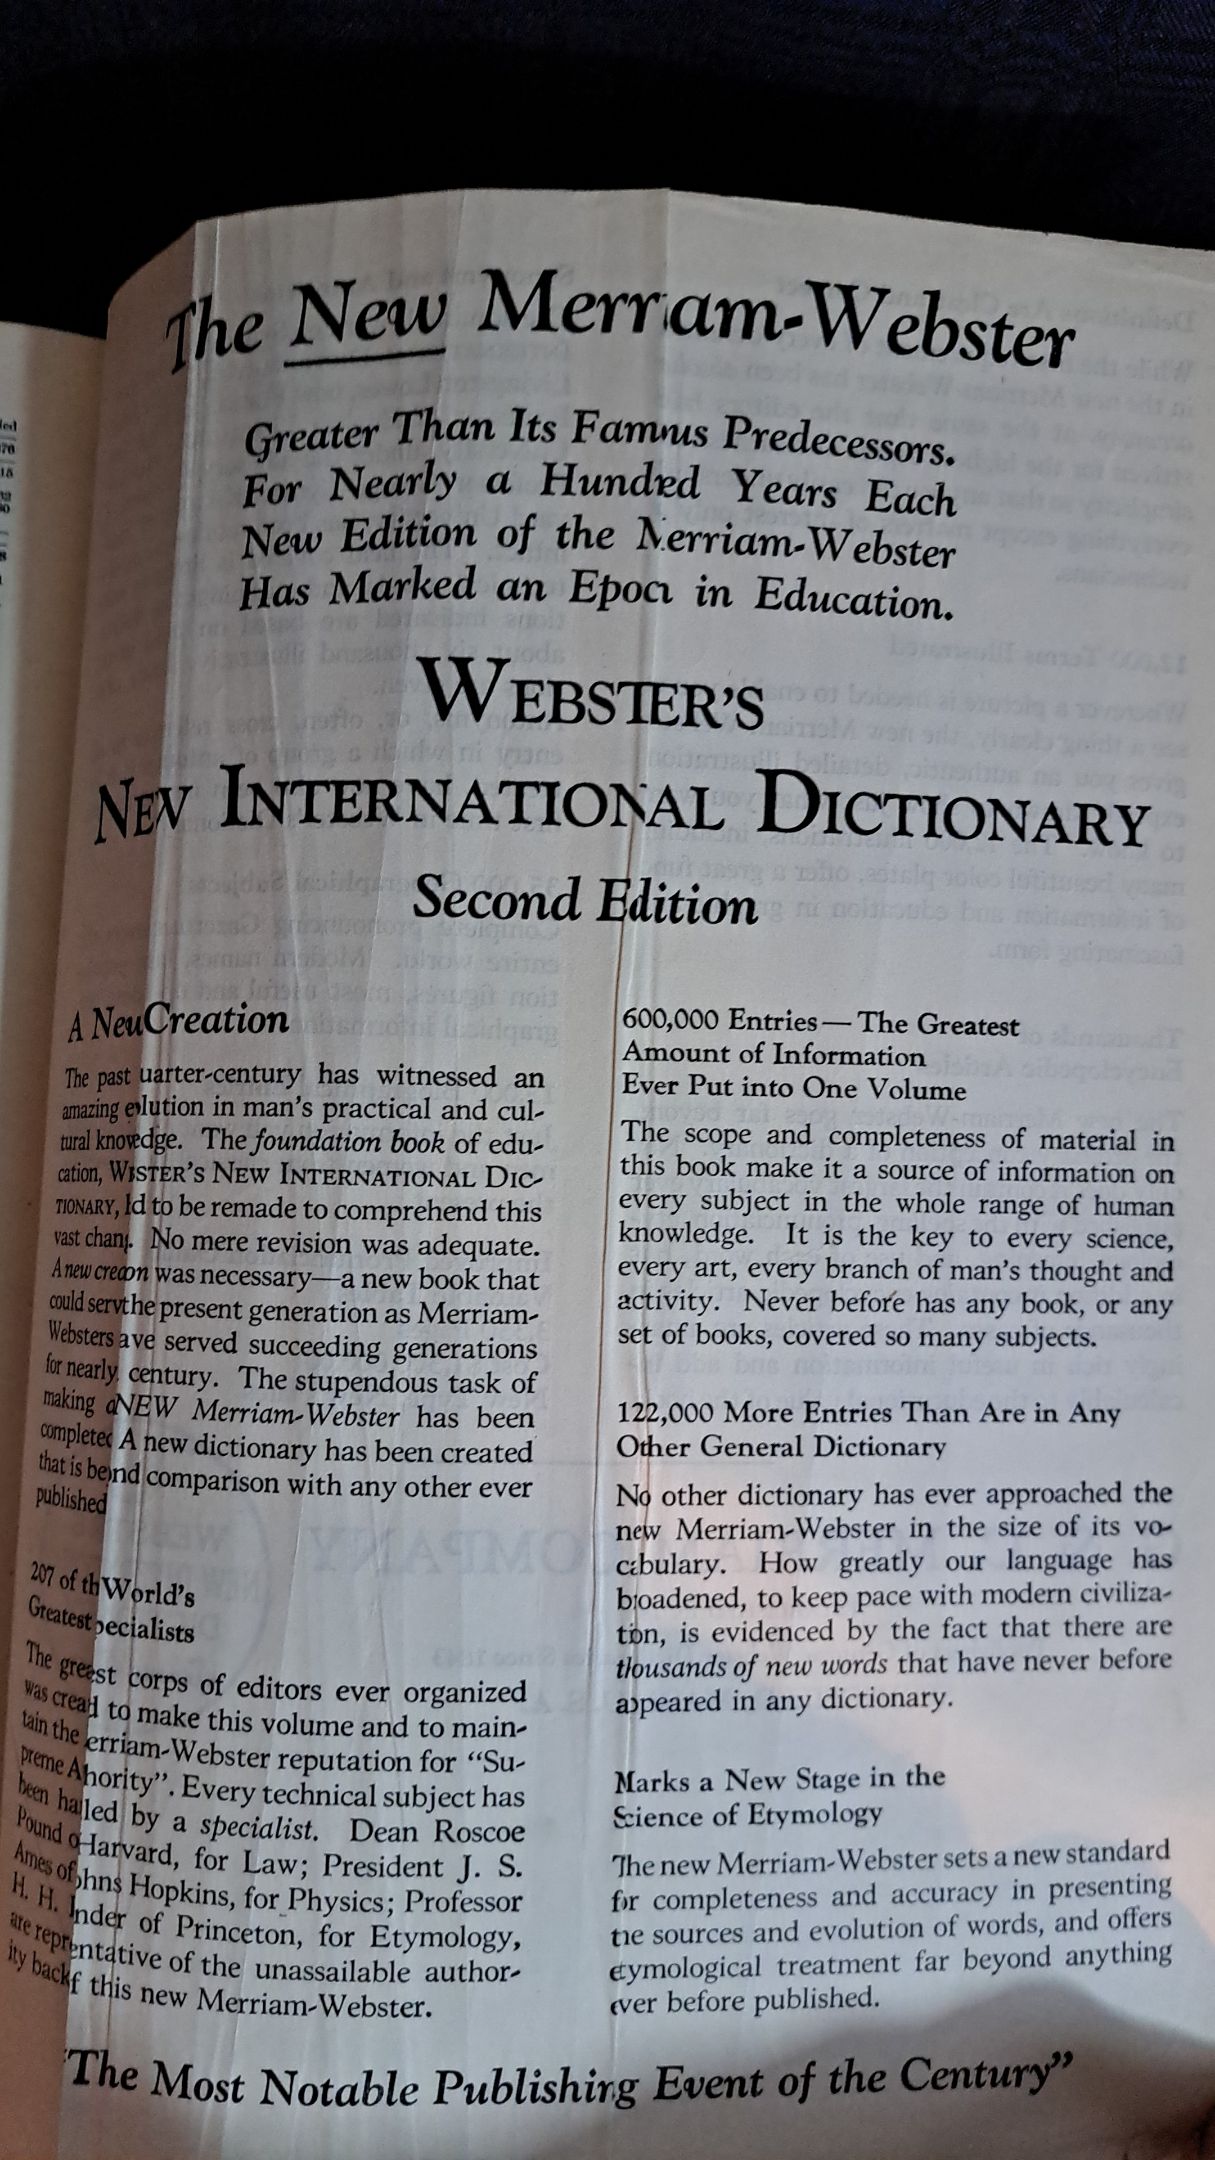 The New Merriam-Webster
Greater Than Its Famous Predecessors.
For Nearly a Hundred Years Each
New Edition of the Merriam-Webster
Has Marked an Epoch in Education.
WEBSTER'S
NEW INTERNATIONAL DICTIONARY
Second Edition
A New Creation
The past quarter-century has witnessed an
amazing evolution in man's practical and cul-
tural knowledge. The foundation book of edu-
cation, WEBSTER'S NEW INTERNATIONAL DIC-
TIONARY, had to be remade to comprehend this
vast change. No mere revision was adequate.
A new creation was necessary—a new book that
could serve the present generation as Merriam-
Websters have served succeeding generations
for nearly a century. The stupendous task of
making a NEW Merriam-Webster has been
completed. A new dictionary has been created
that is beyond comparison with any other ever
published
207 of the World's
Greatest Specialists
The greatest corps of editors ever organized
was created to make this volume and to main-
tain the Merriam-Webster reputation for "Su-
preme Authority". Every technical subject has
been handled by a specialist. Dean Roscoe
Pound of Harvard, for Law; President J. S.
Ames of Johns Hopkins, for Physics; Professor
H. H. Bender of Princeton, for Etymology,
are representative of the unassailable author-
ity back of this new Merriam-Webster.
600,000 Entries—The Greatest
Amount of Information
Ever Put into One Volume
The scope and completeness of material in
this book make it a source of information on
every subject in the whole range of human
knowledge. It is the key to every science,
every art, every branch of man's thought and
activity. Never before has any book, or any
set of books, covered so many subjects.
122,000 More Entries Than Are in Any
Other General Dictionary
No other dictionary has ever approached the
new Merriam-Webster in the size of its vo-
cabulary. How greatly our language has
broadened, to keep pace with modern civiliza-
tion, is evidenced by the fact that there are
thousands of new words that have never before
appeared in any dictionary.
Marks a New Stage in the
Science of Etymology
The new Merriam-Webster sets a new standard
for completeness and accuracy in presenting
the sources and evolution of words, and offers
etymological treatment far beyond anything
ever before published.
"The Most Notable Publishing Event of the Century"